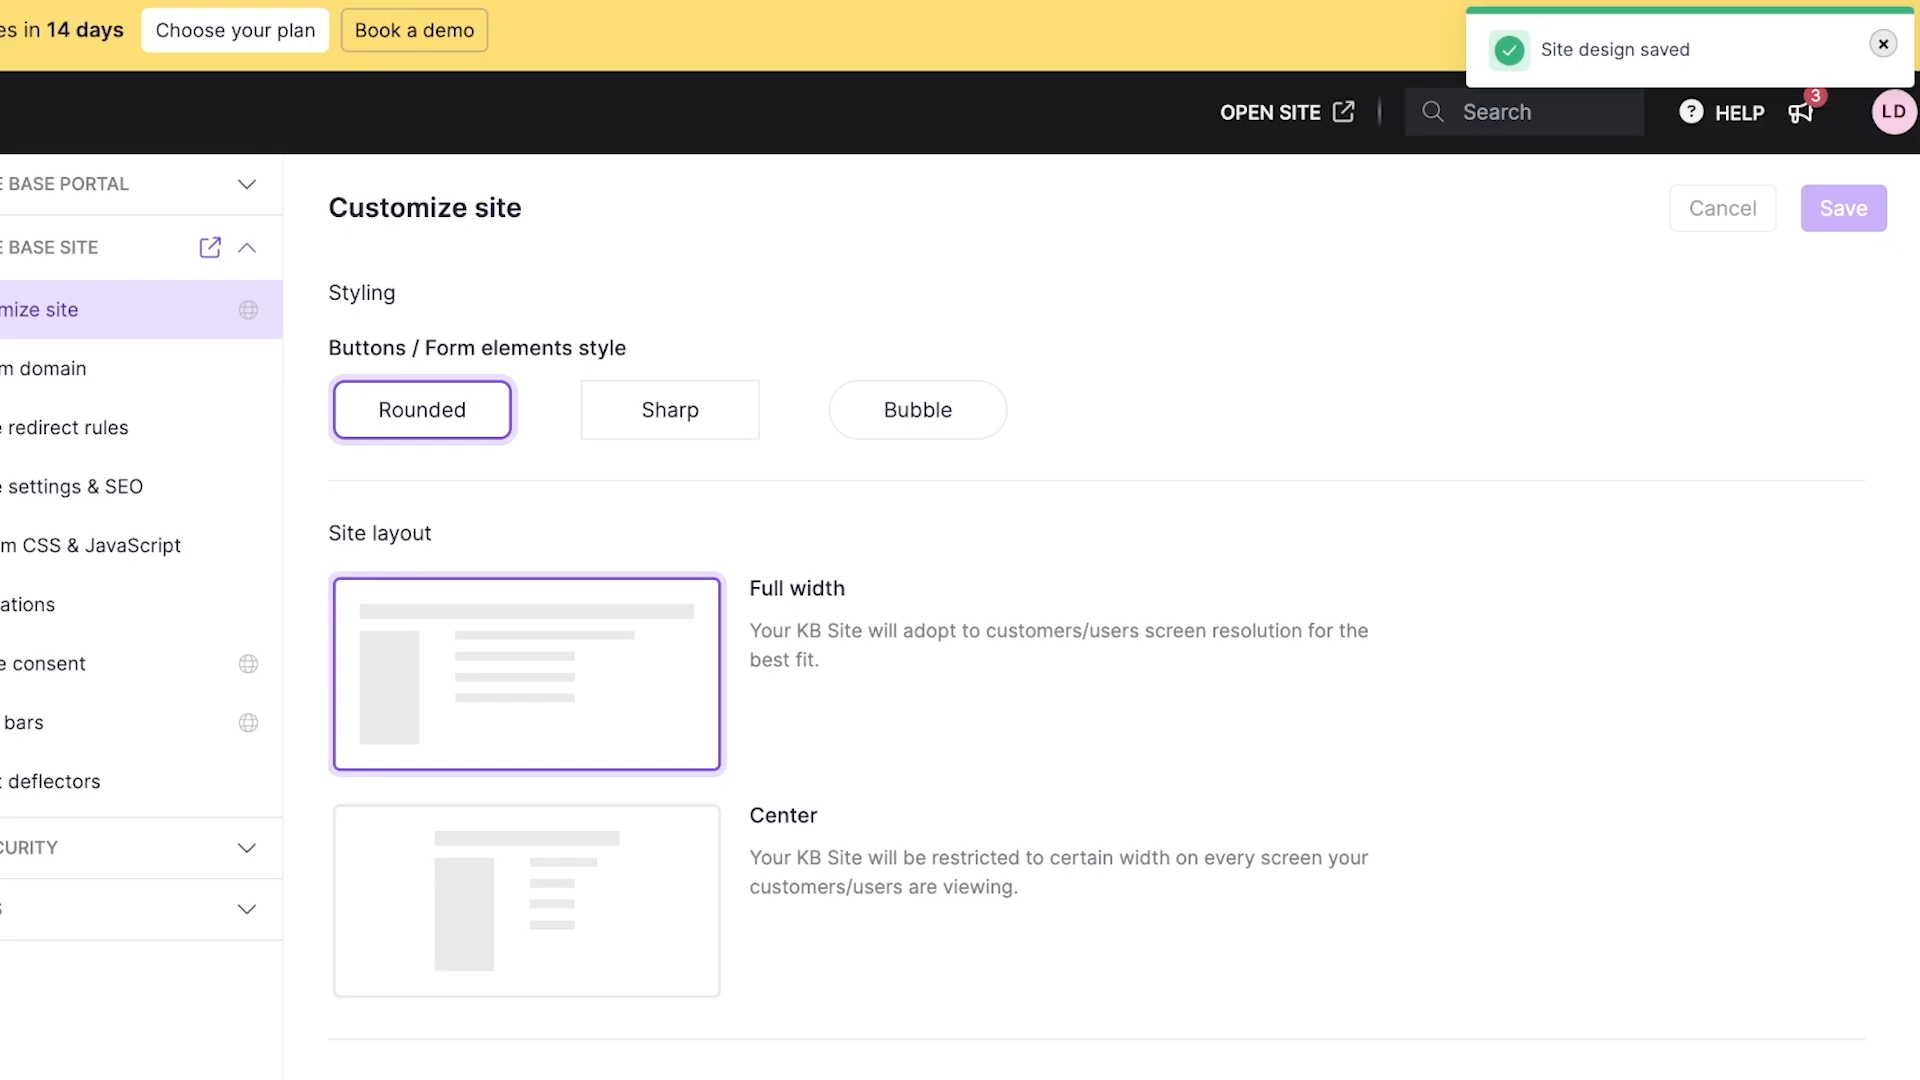 es in 14 days
Choose your plan
Book a demo
Site design saved
OPEN SITE
Search
? HELP
3
LD
E BASE PORTAL
E BASE SITE
mize site
m domain
e redirect rules
e settings & SEO
m CSS & JavaScript
ations
e consent
bars
t deflectors
CURITY
S
Customize site
Cancel
Save
Styling
Buttons / Form elements style
Rounded
Sharp
Bubble
Site layout
Full width
Your KB Site will adopt to customers/users screen resolution for the
best fit.
Center
Your KB Site will be restricted to certain width on every screen your
customers/users are viewing.